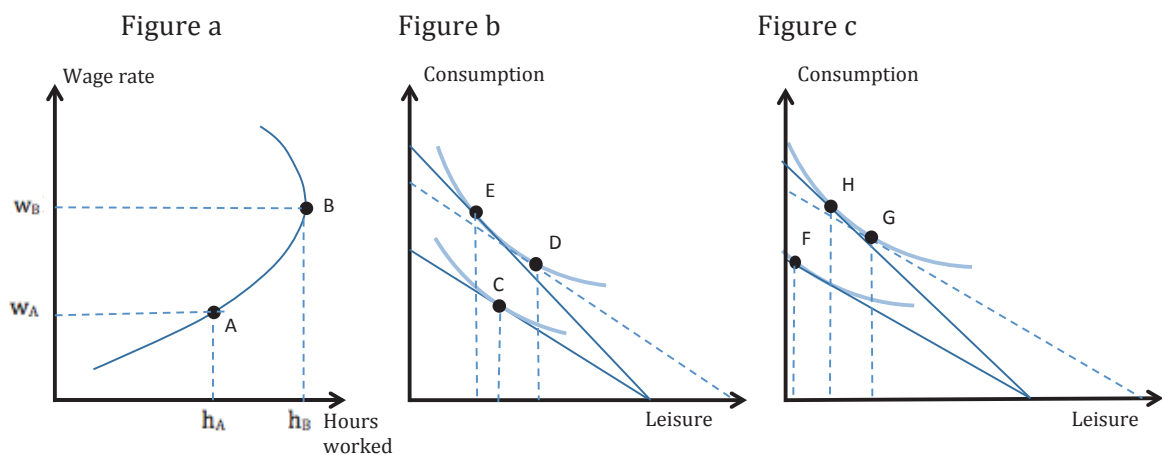 Figure a
Figure b
Figure c
Wage rate
Consumption
Consumption
E
H
w_B
B
G
D
F
C
w_A
A
h_A
h_B
Hours
worked
Leisure
Leisure